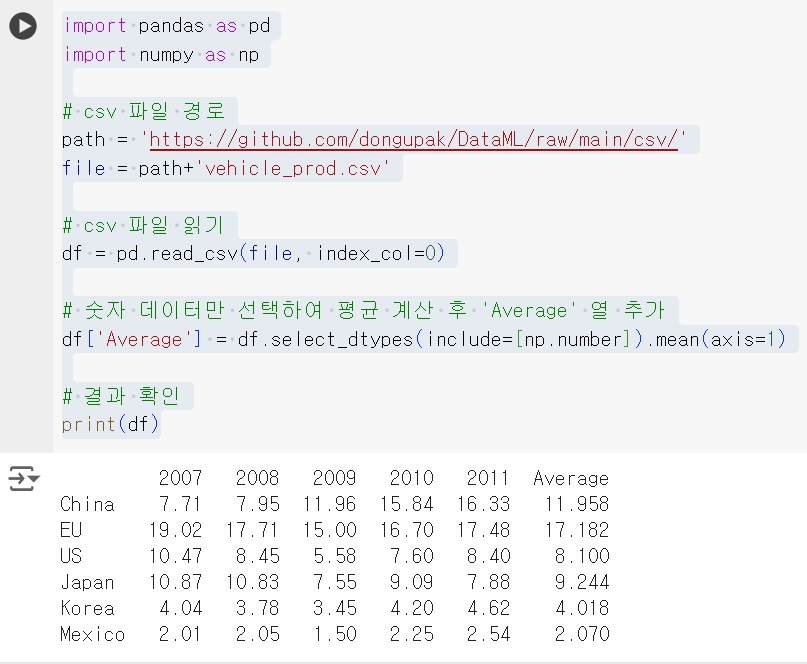 import pandas as pd
import numpy as np
# csv 파일 경로
path = 'https://github.com/dongupak/DataML/raw/main/csv/'
file = path+'vehicle_prod.csv'
# csv 파일 읽기
df = pd.read_csv(file, index_col=0)
# 숫자 데이터만 선택하여 평균 계산 후 'Average' 열 추가
df['Average'] = df.select_dtypes(include=[np.number]).mean(axis=1)
# 결과 확인
print(df)
2007 2008 2009 2010 2011 Average
China 7.71 7.95 11.96 15.84 16.33 11.958
EU 19.02 17.71 15.00 16.70 17.48 17.182
US 10.47 8.45 5.58 7.60 8.40 8.100
Japan 10.87 10.83 7.55 9.09 7.88 9.244
Korea 4.04 3.78 3.45 4.20 4.62 4.018
Mexico 2.01 2.05 1.50 2.25 2.54 2.070